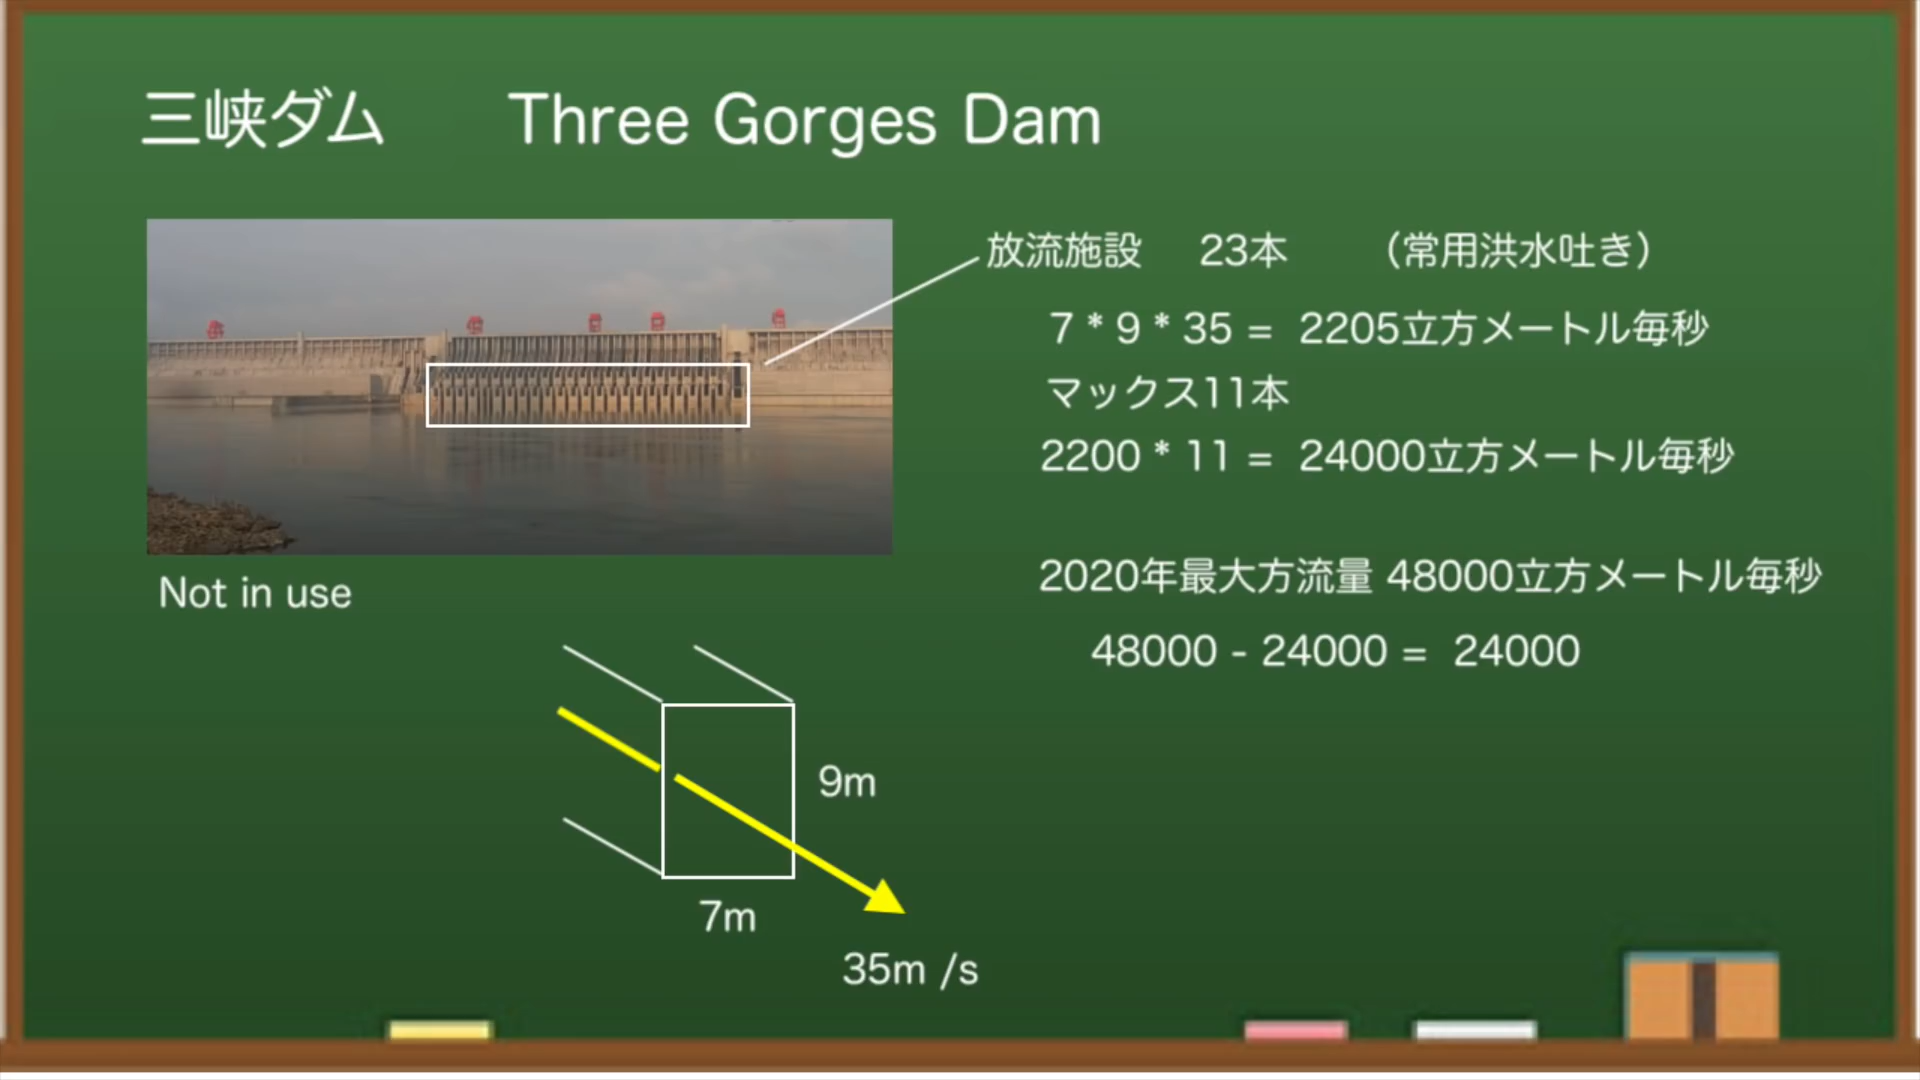 三峡ダム　Three Gorges Dam
放流施設　23本　（常用洪水吐き）
7 * 9 * 35 = 2205立方メートル毎秒
マックス11本
2200 * 11 = 24000立方メートル毎秒
2020年最大方流量 48000立方メートル毎秒
48000 - 24000 = 24000
Not in use
9m
7m
35m /s